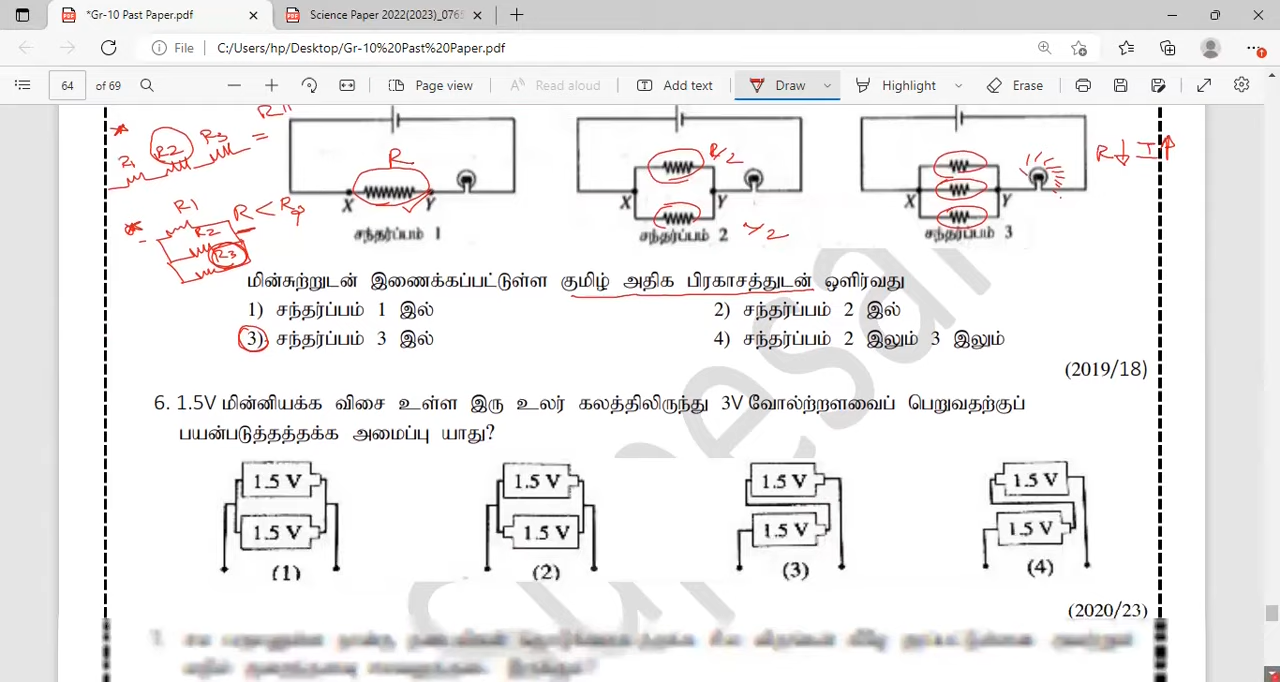 *Gr-10 Past Paper.pdf
Science Paper 2022(2023)_0765
File C:/Users/hp/Desktop/Gr-10%20Past%20Paper.pdf
64 of 69 Page view Read aloud Add text Draw Highlight Erase
R1 R2 R3 = R11
R
R/2
R↓ I↑
R1
R2
R3
R < Rp
X Y
X Y
X Y
சந்தர்ப்பம் 1
சந்தர்ப்பம் 2
சந்தர்ப்பம் 3
மின்சுற்றுடன் இணைக்கப்பட்டுள்ள குமிழ் அதிக பிரகாசத்துடன் ஒளிர்வது
1) சந்தர்ப்பம் 1 இல் 2) சந்தர்ப்பம் 2 இல்
3) சந்தர்ப்பம் 3 இல் 4) சந்தர்ப்பம் 2 இலும் 3 இலும்
(2019/18)
6. 1.5V மின்னியக்க விசை உள்ள இரு உலர் கலத்திலிருந்து 3V வோல்ற்றளவைப் பெறுவதற்குப்
பயன்படுத்தத்தக்க அமைப்பு யாது?
1.5 V 1.5 V 1.5 V 1.5 V
1.5 V 1.5 V 1.5 V 1.5 V
(1) (2) (3) (4)
(2020/23)